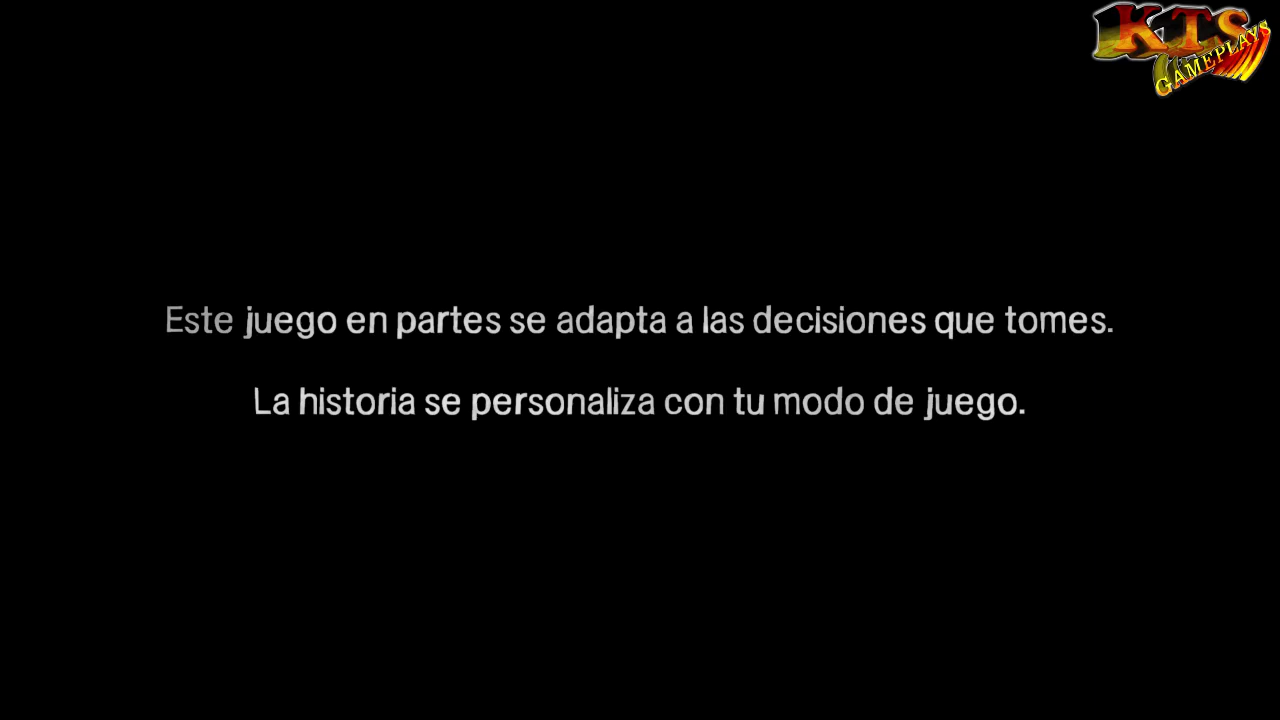 KTS
GAMEPLAYS
Este juego en partes se adapta a las decisiones que tomes.
La historia se personaliza con tu modo de juego.